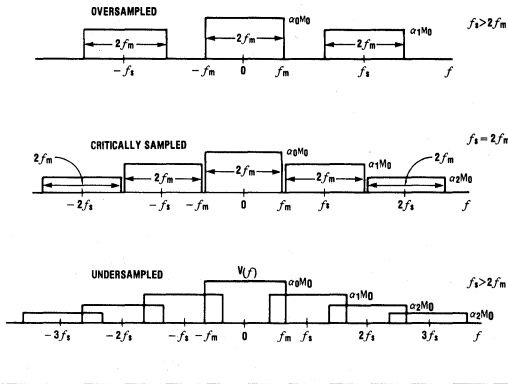 OVERSAMPLED
fₛ>2fₘ
α₀M₀
α₁M₀
2fₘ 2fₘ 2fₘ
−fₛ −fₘ 0 fₘ fₛ f
CRITICALLY SAMPLED
fₛ=2fₘ
α₀M₀
2fₘ 2fₘ
α₁M₀
2fₘ 2fₘ 2fₘ
α₂M₀
−2fₛ −fₛ −fₘ 0 fₘ fₛ 2fₛ f
UNDERSAMPLED
V(f)
fₛ>2fₘ
α₀M₀
α₁M₀
α₂M₀
α₂M₀
−3fₛ −2fₛ −fₛ −fₘ 0 fₘ fₛ 2fₛ 3fₛ f